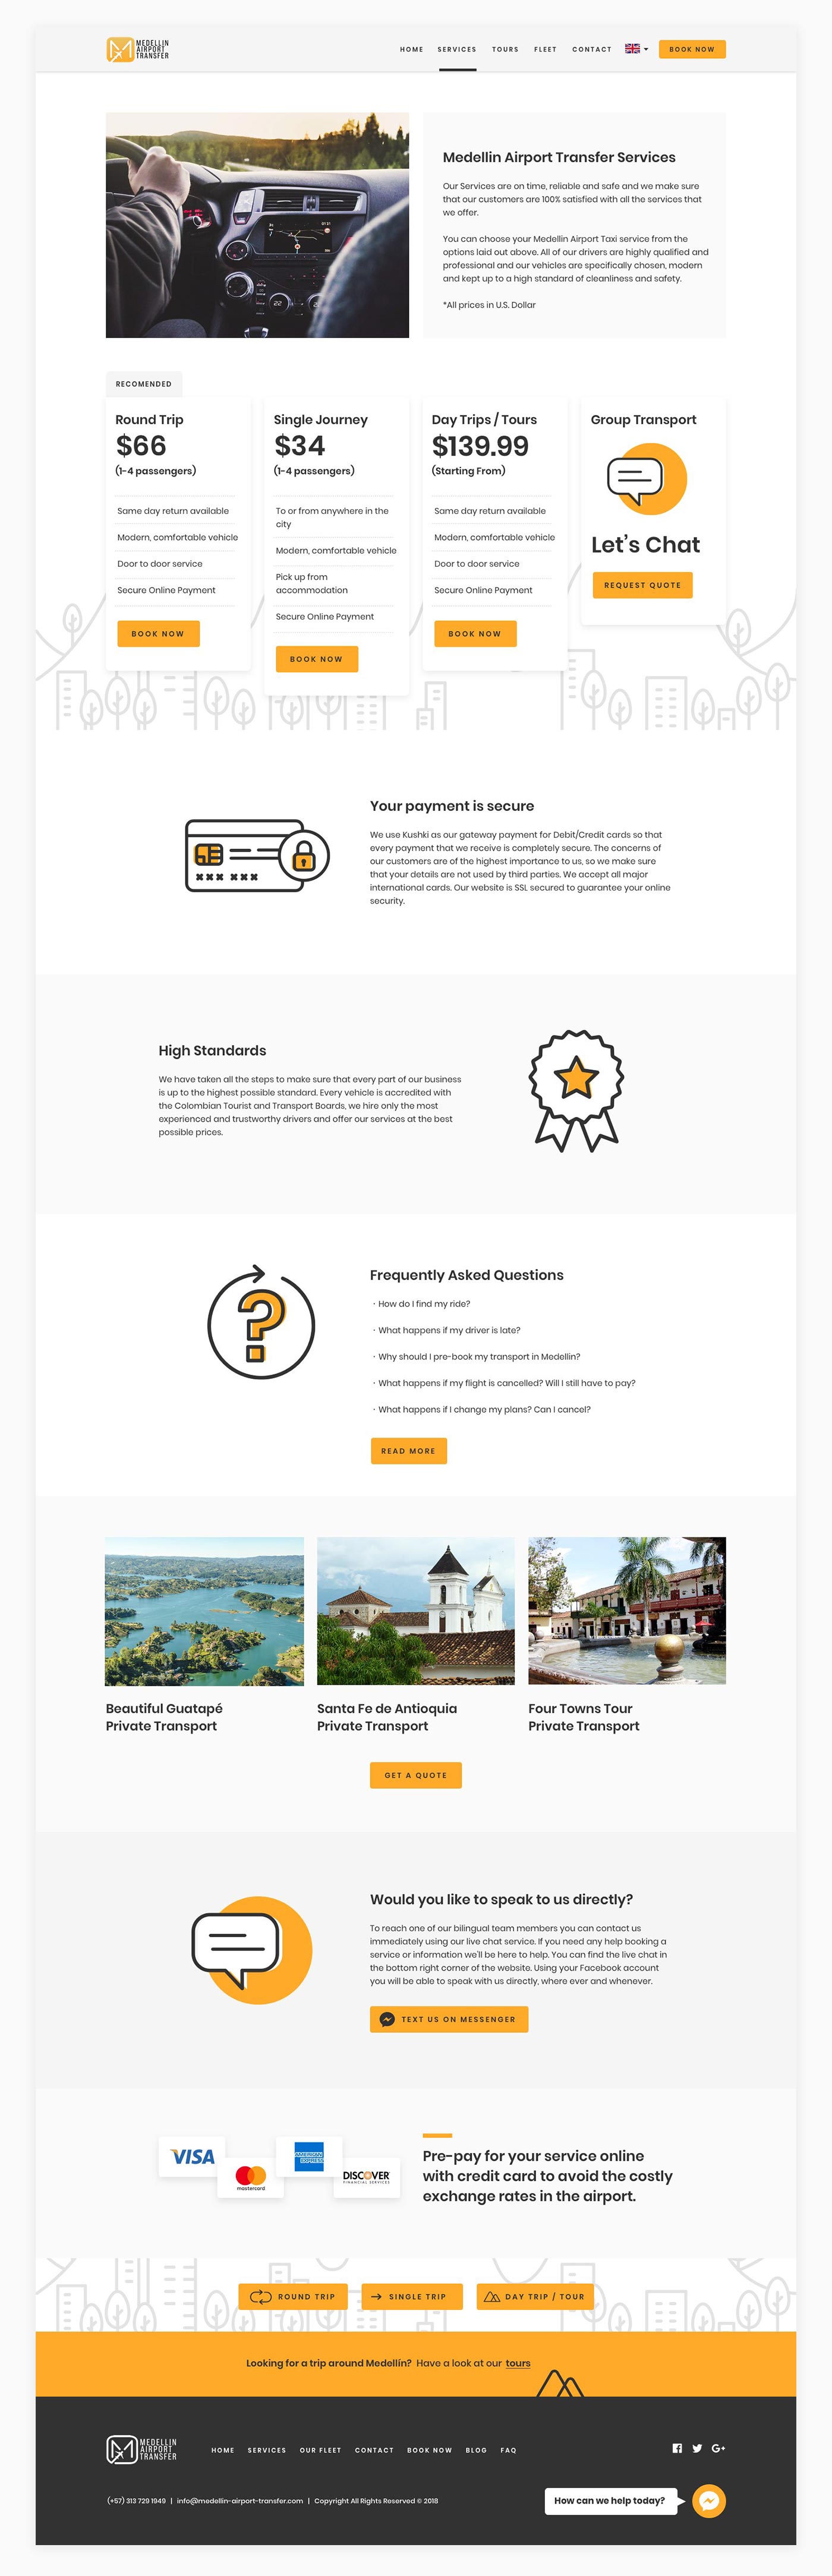 MEDELLIN
AIRPORT
TRANSFER
HOME SERVICES TOURS FLEET CONTACT BOOK NOW
Medellin Airport Transfer Services
Our Services are on time, reliable and safe and we make sure
that our customers are 100% satisfied with all the services that
we offer.
You can choose your Medellin Airport Taxi service from the
options laid out above. All of our drivers are highly qualified and
professional and our vehicles are specifically chosen, modern
and kept up to a high standard of cleanliness and safety.
*All prices in U.S. Dollar
RECOMENDED
Round Trip
$66
(1-4 passengers)
Same day return available
Modern, comfortable vehicle
Door to door service
Secure Online Payment
BOOK NOW
Single Journey
$34
(1-4 passengers)
To or from anywhere in the
city
Modern, comfortable vehicle
Pick up from
accommodation
Secure Online Payment
BOOK NOW
Day Trips / Tours
$139.99
(Starting From)
Same day return available
Modern, comfortable vehicle
Door to door service
Secure Online Payment
BOOK NOW
Group Transport
Let's Chat
REQUEST QUOTE
Your payment is secure
We use Kushki as our gateway payment for Debit/Credit cards so that
every payment that we receive is completely secure. The concerns of
our customers are of the highest importance to us, so we make sure
that your details are not used by third parties. We accept all major
international cards. Our website is SSL secured to guarantee your online
security.
High Standards
We have taken all the steps to make sure that every part of our business
is up to the highest possible standard. Every vehicle is accredited with
the Colombian Tourist and Transport Boards, we hire only the most
experienced and trustworthy drivers and offer our services at the best
possible prices.
?
Frequently Asked Questions
· How do I find my ride?
· What happens if my driver is late?
· Why should I pre-book my transport in Medellin?
· What happens if my flight is cancelled? Will I still have to pay?
· What happens if I change my plans? Can I cancel?
READ MORE
Beautiful Guatapé
Private Transport
Santa Fe de Antioquia
Private Transport
Four Towns Tour
Private Transport
GET A QUOTE
Would you like to speak to us directly?
To reach one of our bilingual team members you can contact us
immediately using our live chat service. If you need any help booking a
service or information we'll be here to help. You can find the live chat in
the bottom right corner of the website. Using your Facebook account
you will be able to speak with us directly, where ever and whenever.
TEXT US ON MESSENGER
VISA
mastercard
AMERICAN
EXPRESS
DISCOVER
FINANCIAL SERVICES
Pre-pay for your service online
with credit card to avoid the costly
exchange rates in the airport.
ROUND TRIP SINGLE TRIP DAY TRIP / TOUR
Looking for a trip around Medellín? Have a look at our tours
MEDELLIN
AIRPORT
TRANSFER
HOME SERVICES OUR FLEET CONTACT BOOK NOW BLOG FAQ
G+
(+57) 313 729 1949 | info@medellin-airport-transfer.com | Copyright All Rights Reserved © 2018
How can we help today?